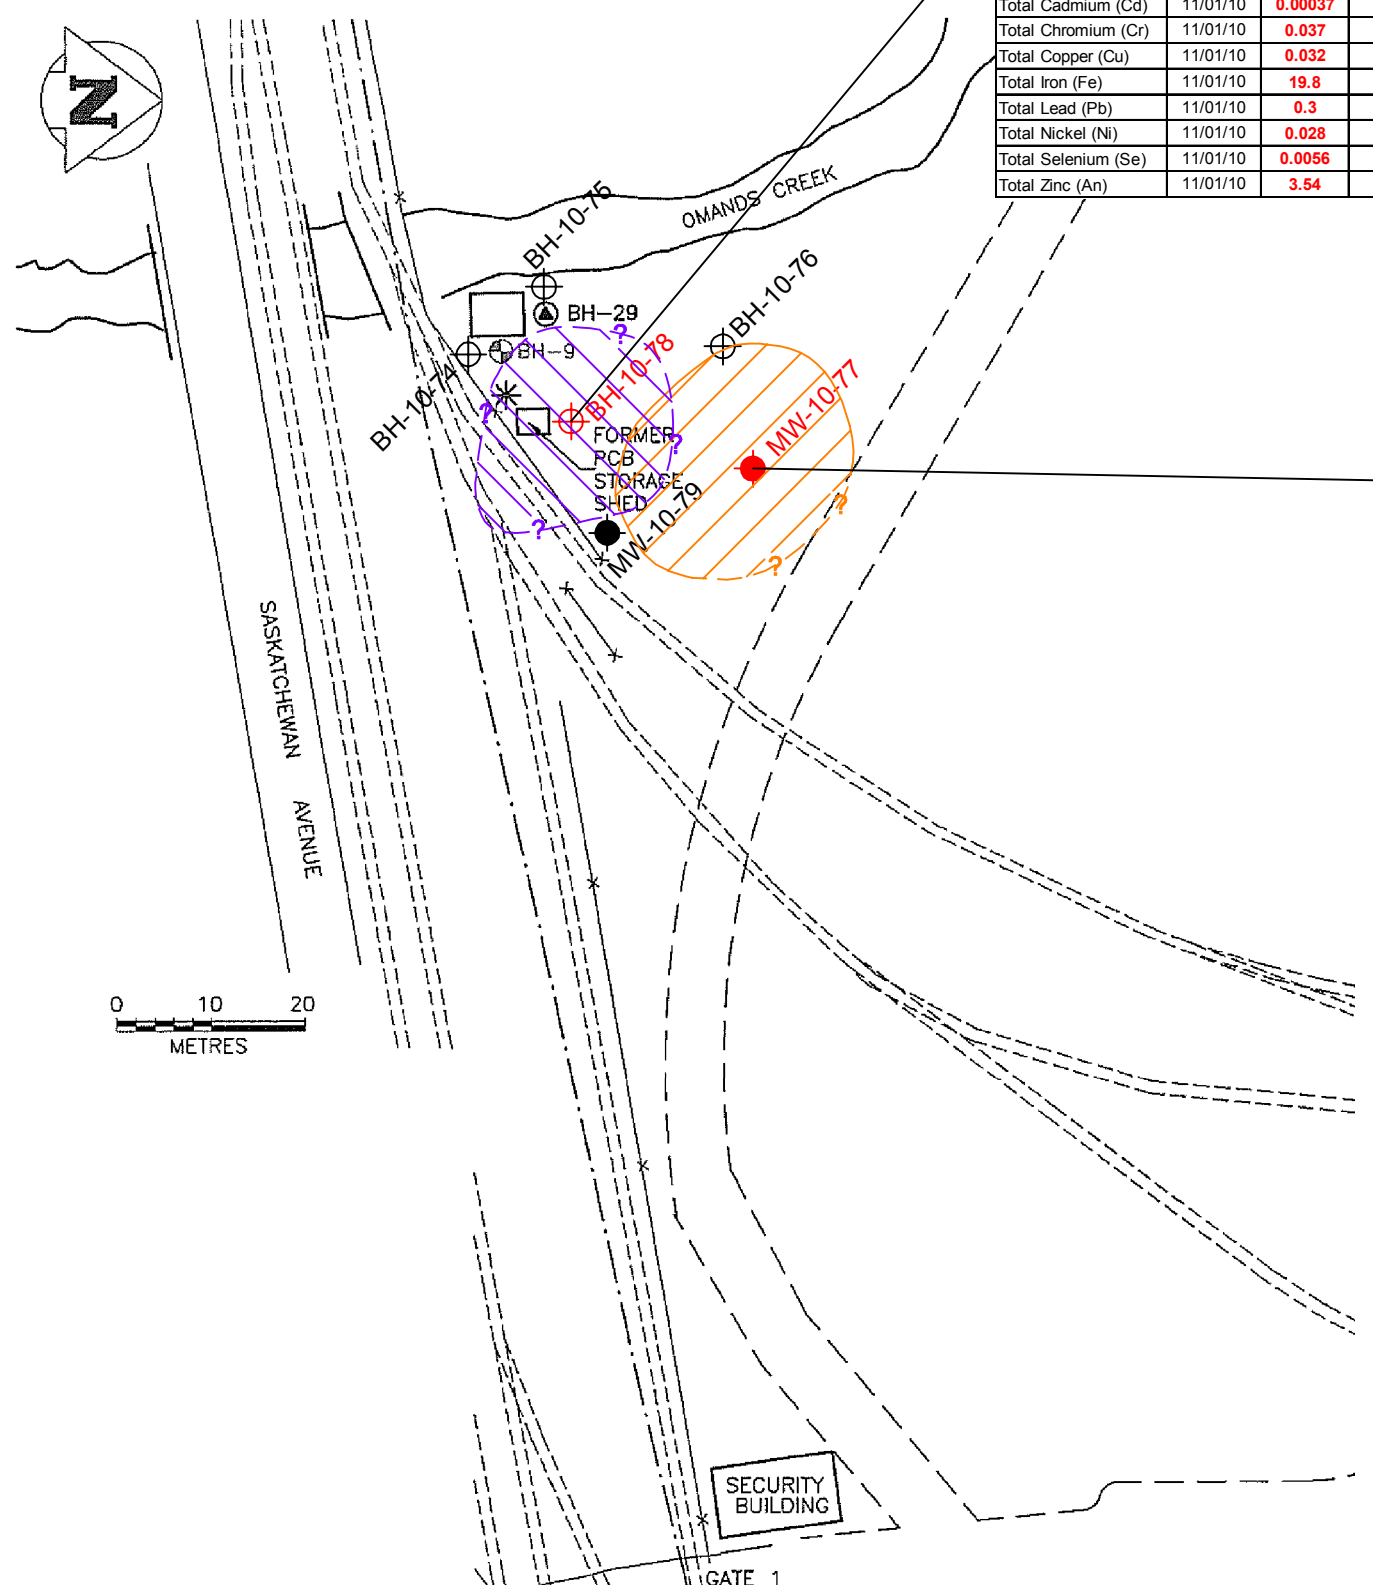 Total Cadmium (Cd) 11/01/10 0.00037
Total Chromium (Cr) 11/01/10 0.037
Total Copper (Cu) 11/01/10 0.032
Total Iron (Fe) 11/01/10 19.8
Total Lead (Pb) 11/01/10 0.3
Total Nickel (Ni) 11/01/10 0.028
Total Selenium (Se) 11/01/10 0.0056
Total Zinc (An) 11/01/10 3.54
N
OMANDS CREEK
BH-10-75
BH-10-76
BH-29
?
BH-9
BH-10-78
BH-10-74
MW-10-77
?
FORMER
PCB
STORAGE
SHED
?
?
MW-10-79
?
?
SASKATCHEWAN AVENUE
0 10 20
METRES
SECURITY
BUILDING
GATE 1